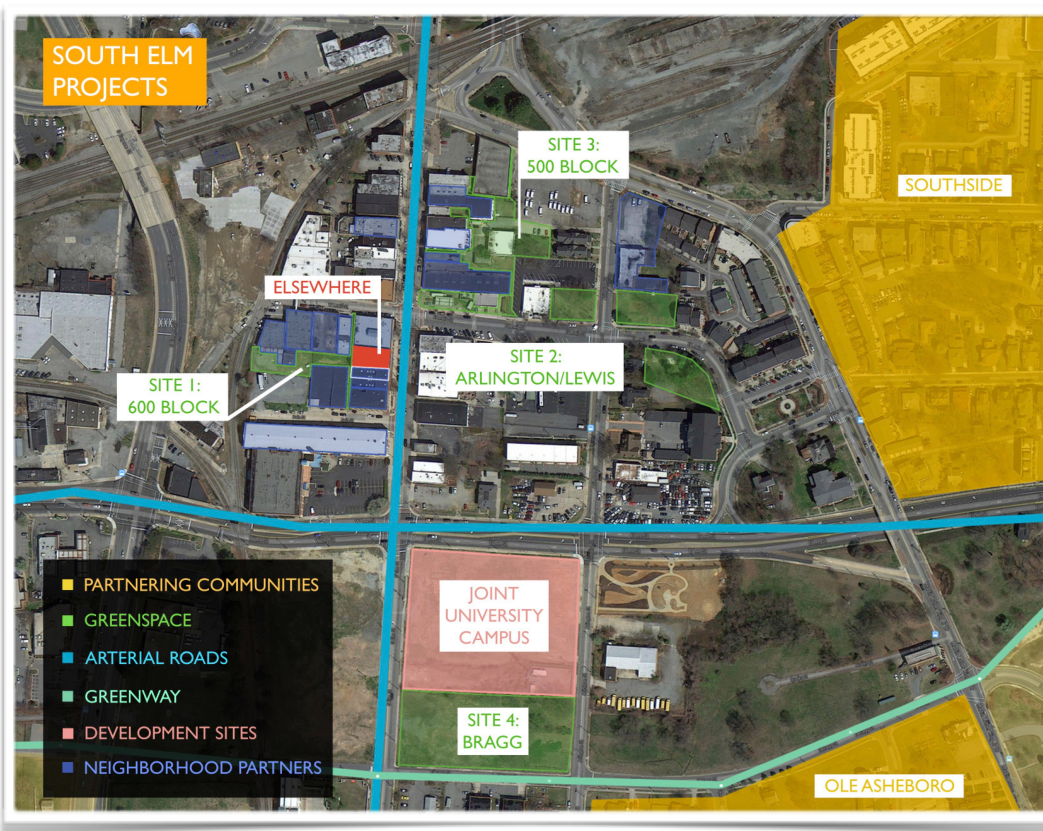 SOUTH ELM
PROJECTS
SITE 3:
500 BLOCK
SOUTHSIDE
ELSEWHERE
SITE 2:
ARLINGTON/LEWIS
SITE 1:
600 BLOCK
JOINT
UNIVERSITY
CAMPUS
SITE 4:
BRAGG
OLE ASHEBORO
PARTNERING COMMUNITIES
GREENSPACE
ARTERIAL ROADS
GREENWAY
DEVELOPMENT SITES
NEIGHBORHOOD PARTNERS